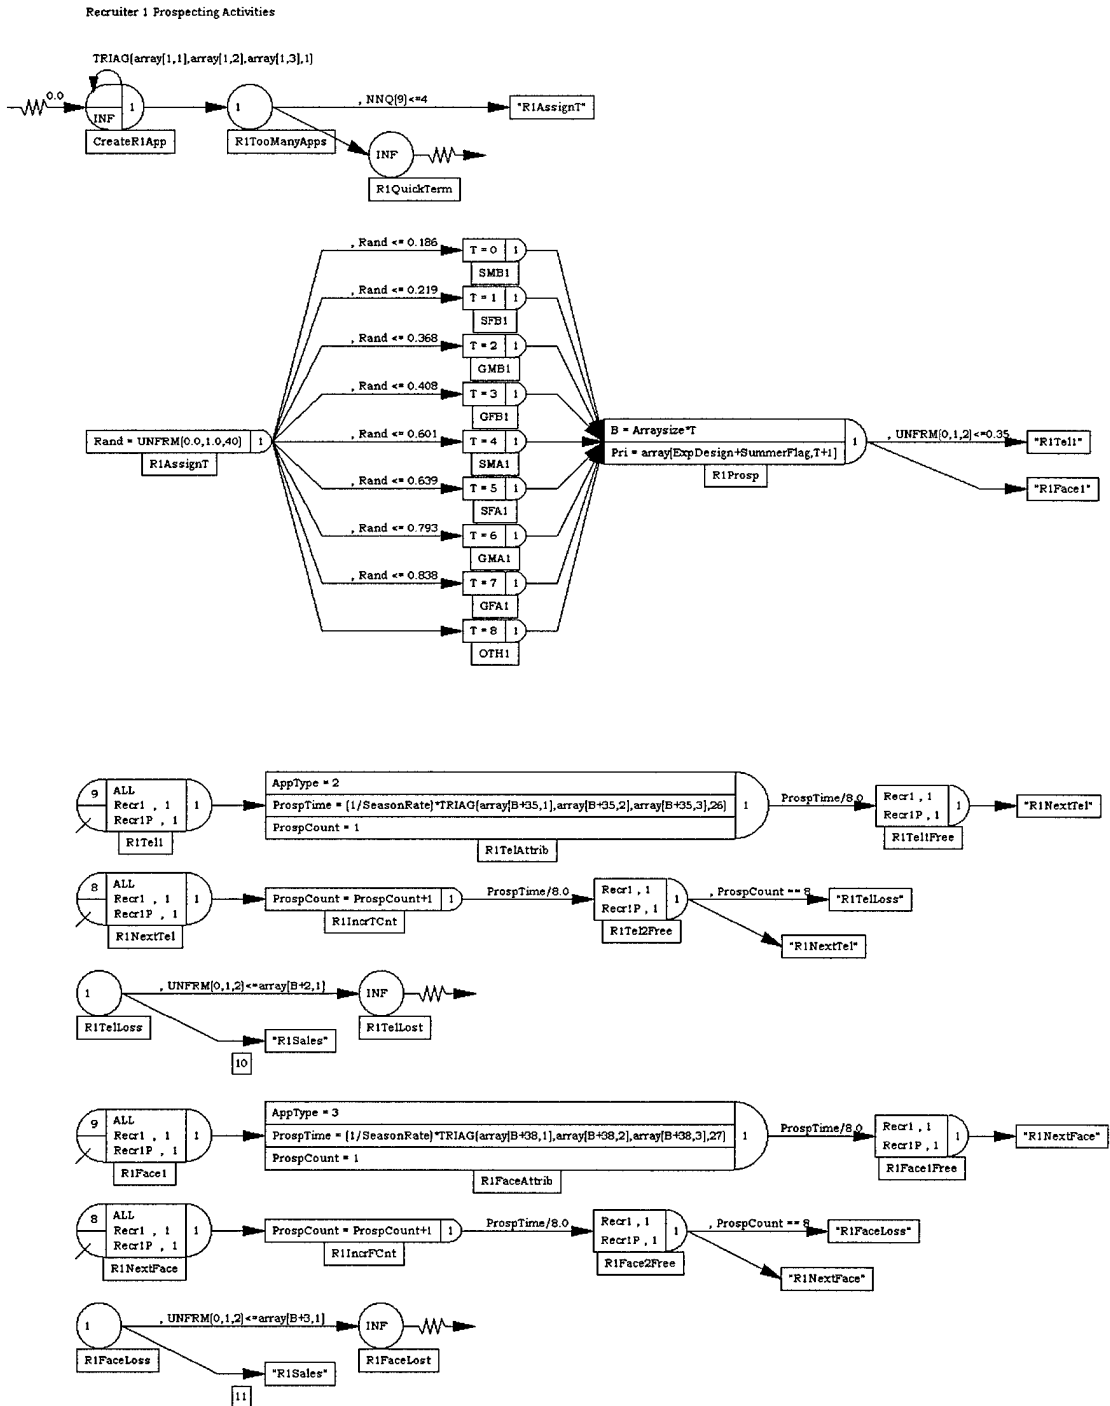 Recruiter 1 Prospecting Activities
TRIAG[array[1,1],array[1,2],array[1,3],1]
0.0
INF
1
CreateR1App
1
R1TooManyApps
, NNQ[9]<=4
"R1AssignT"
INF
R1QuickTerm
Rand = UNFRM[0.0,1.0,40]
1
R1AssignT
, Rand <= 0.186
T = 0
1
SMB1
, Rand <= 0.219
T = 1
1
SFB1
, Rand <= 0.368
T = 2
1
GMB1
, Rand <= 0.408
T = 3
1
GFB1
, Rand <= 0.601
T = 4
1
SMA1
, Rand <= 0.639
T = 5
1
SFA1
, Rand <= 0.793
T = 6
1
GMA1
, Rand <= 0.838
T = 7
1
GFA1
T = 8
1
OTH1
B = Arraysize*T
Pri = array[ExpDesign+SummerFlag,T+1]
1
R1Prosp
, UNFRM[0,1,2]<=0.35
"R1Tel1"
"R1Face1"
9
ALL
Recr1 , 1
Recr1P , 1
1
R1Tel1
AppType = 2
ProspTime = [1/SeasonRate]*TRIAG[array[B+35,1],array[B+35,2],array[B+35,3],26]
ProspCount = 1
1
R1TelAttrib
ProspTime/8.0
Recr1 , 1
Recr1P , 1
1
R1Tel1Free
"R1NextTel"
8
ALL
Recr1 , 1
Recr1P , 1
1
R1NextTel
ProspCount = ProspCount+1
1
R1IncrTCnt
ProspTime/8.0
Recr1 , 1
Recr1P , 1
1
R1Tel2Free
, ProspCount == 8
"R1TelLoss"
"R1NextTel"
1
R1TelLoss
, UNFRM[0,1,2]<=array[B+2,1]
INF
R1TelLost
"R1Sales"
10
9
ALL
Recr1 , 1
Recr1P , 1
1
R1Face1
AppType = 3
ProspTime = [1/SeasonRate]*TRIAG[array[B+38,1],array[B+38,2],array[B+38,3],27]
ProspCount = 1
1
R1FaceAttrib
ProspTime/8.0
Recr1 , 1
Recr1P , 1
1
R1Face1Free
"R1NextFace"
8
ALL
Recr1 , 1
Recr1P , 1
1
R1NextFace
ProspCount = ProspCount+1
1
R1IncrFCnt
ProspTime/8.0
Recr1 , 1
Recr1P , 1
1
R1Face2Free
, ProspCount == 8
"R1FaceLoss"
"R1NextFace"
1
R1FaceLoss
, UNFRM[0,1,2]<=array[B+3,1]
INF
R1FaceLost
"R1Sales"
11